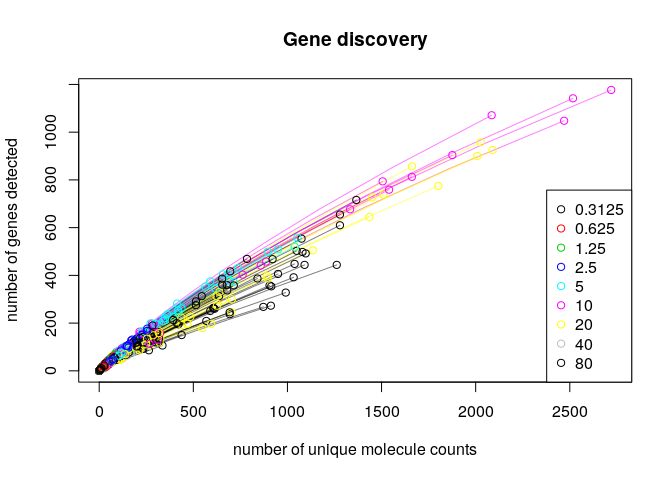 Gene discovery
number of genes detected
0 200 400 600 800 1000
0 500 1000 1500 2000 2500
number of unique molecule counts
0.3125
0.625
1.25
2.5
5
10
20
40
80